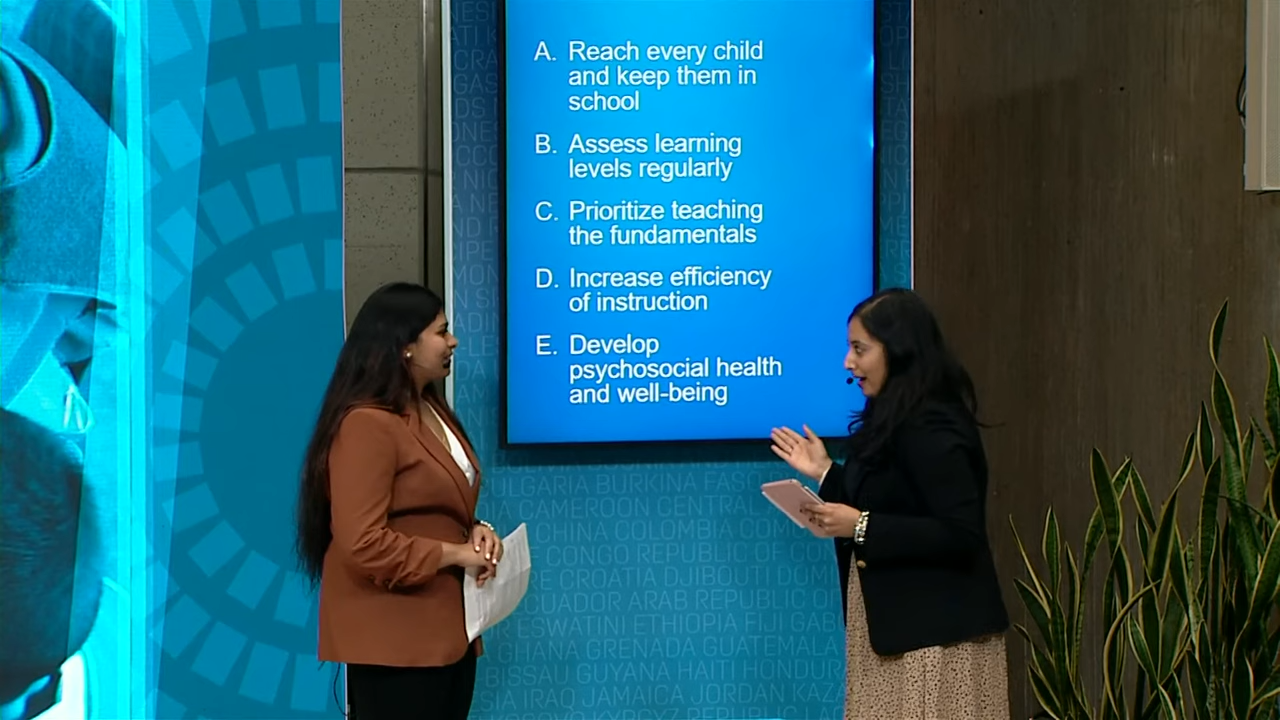 A. Reach every child
and keep them in
school
B. Assess learning
levels regularly
C. Prioritize teaching
the fundamentals
D. Increase efficiency
of instruction
E. Develop
psychosocial health
and well-being
BULGARIA BURKINA
CAMEROON CENTRAL
CHINA COLOMBIA
CONGO REPUBLIC OF
CROATIA DJIBOUTI
ECUADOR ARAB REPUBLIC
ESWATINI ETHIOPIA FIJI
GHANA GRENADA GUATEMALA
BISSAU GUYANA HAITI
IRAQ JAMAICA JORDAN
KYRGYZ REPUBLIC